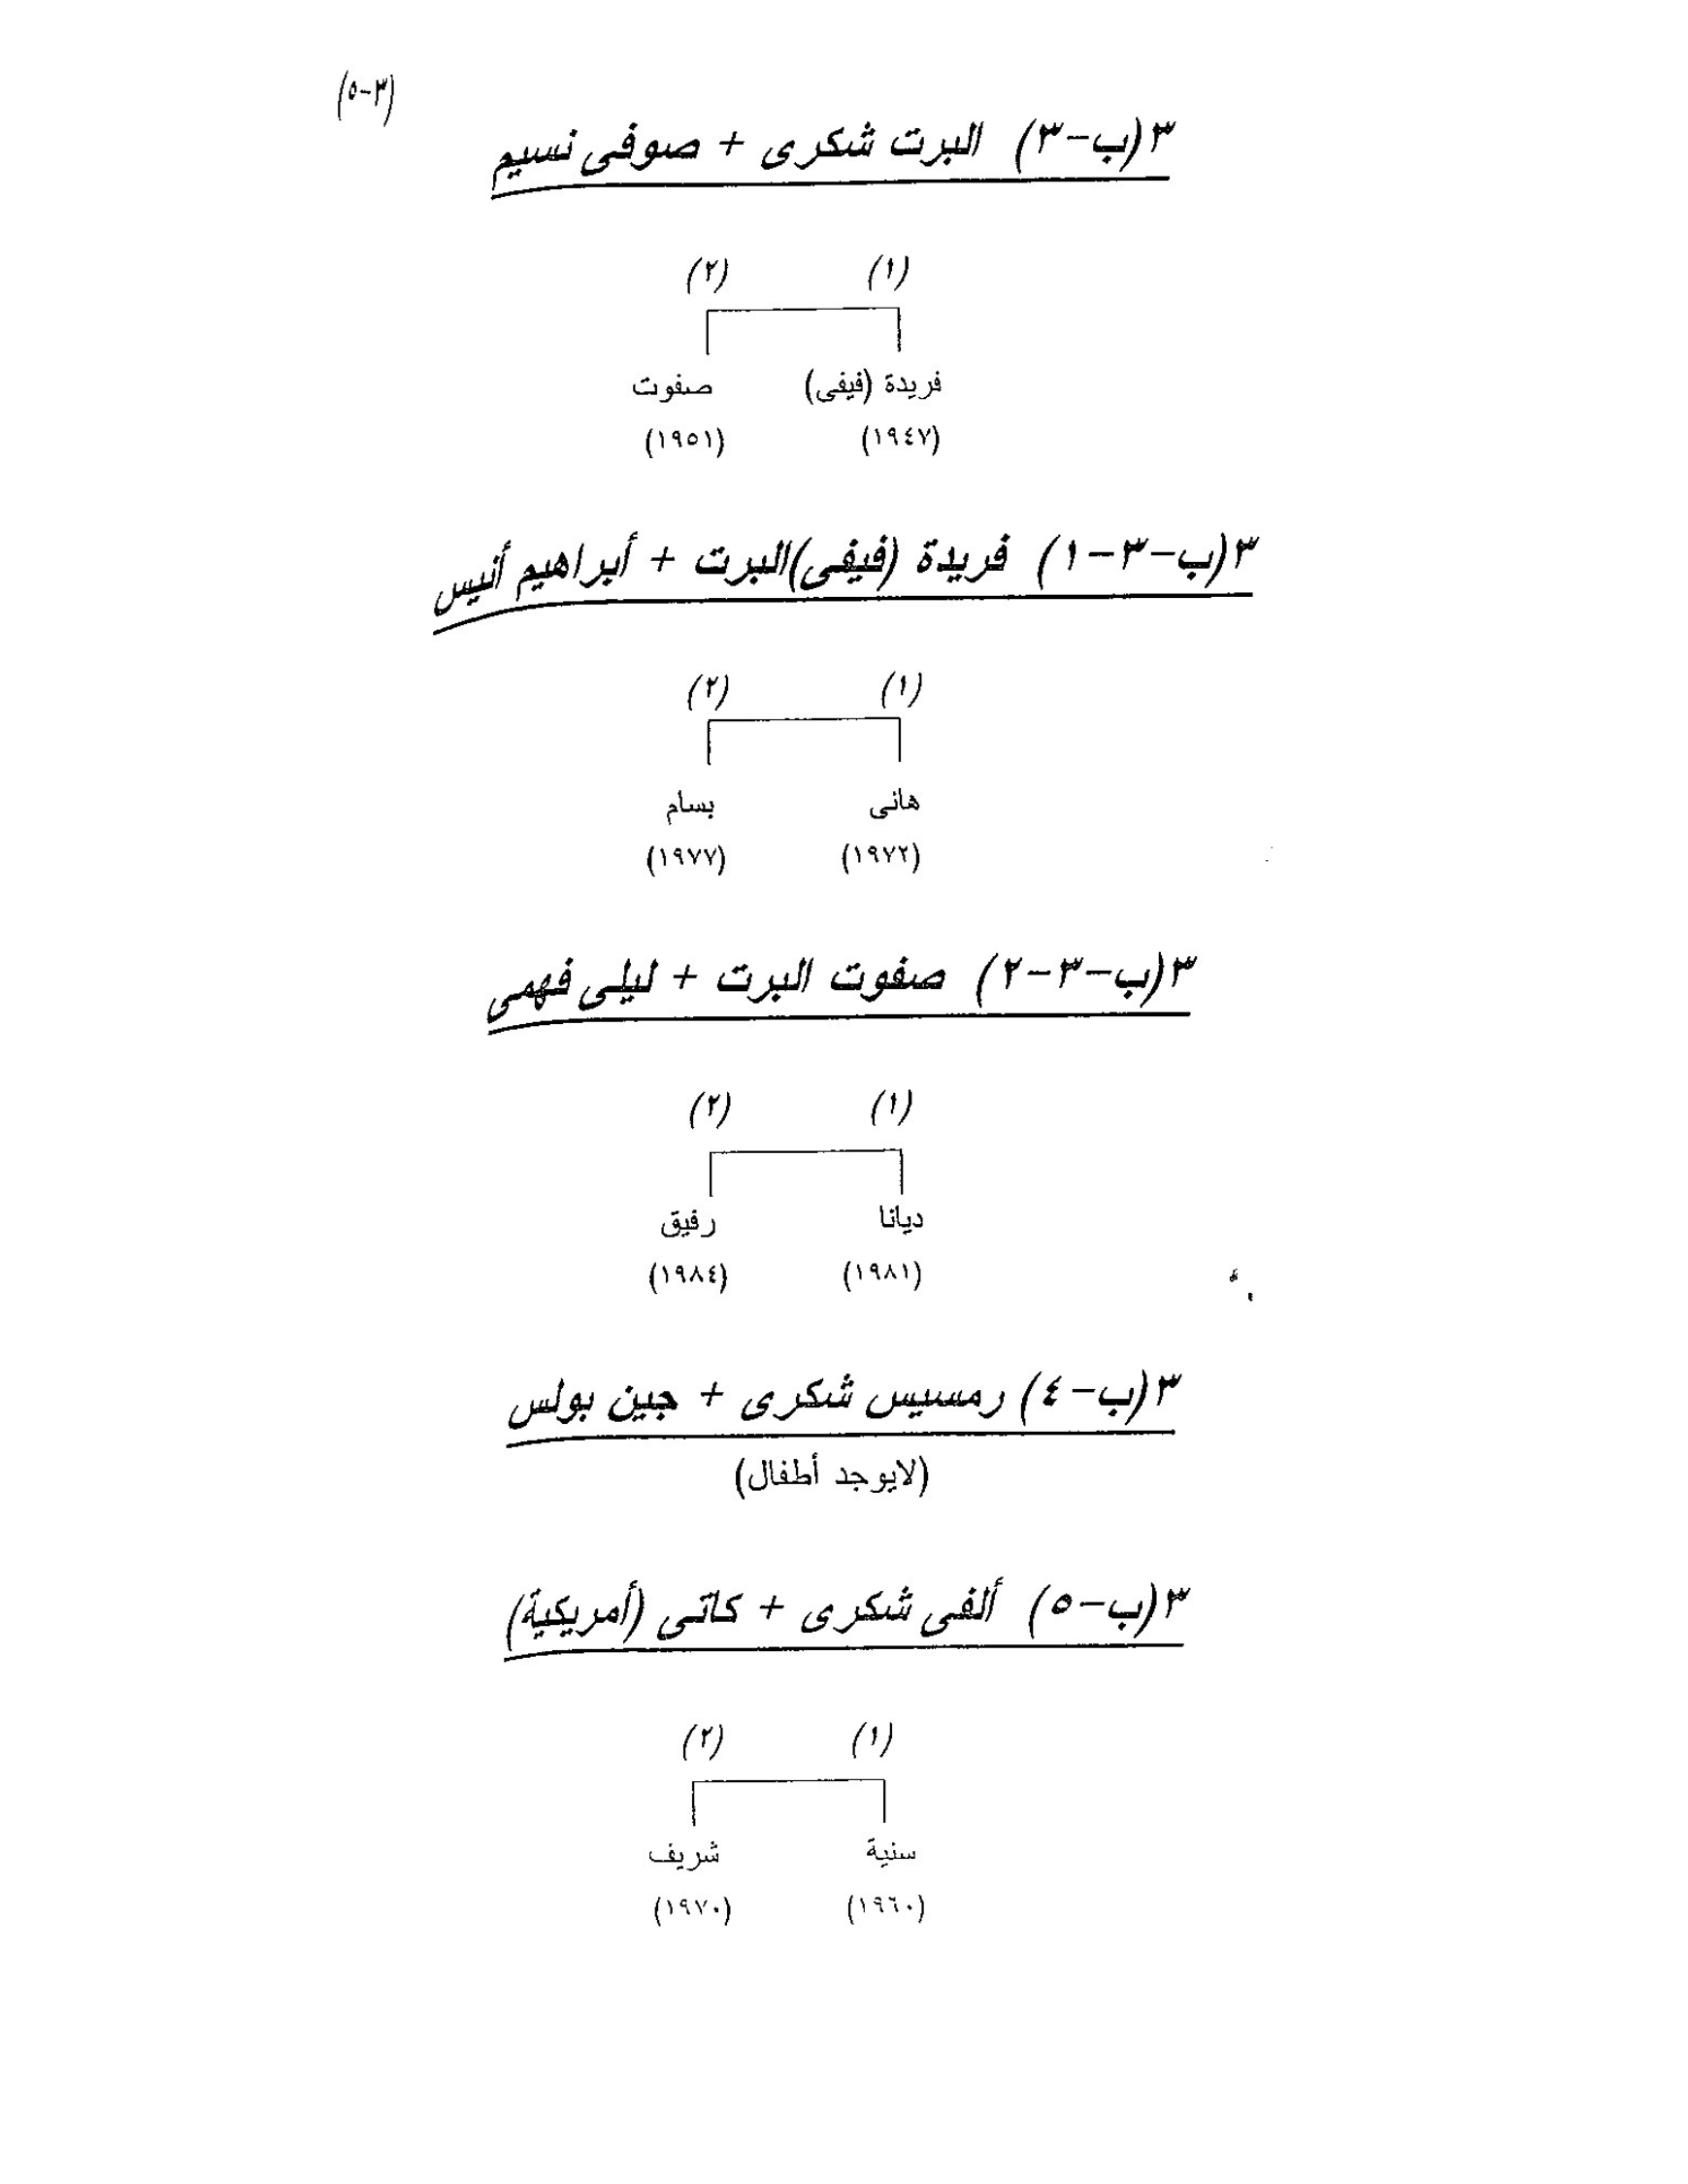 (٣-٥)
٣(ب-٣) البرت شكرى + صوفى نسيم
(١) (٢)
فريدة (فيفى) صفوت
(١٩٤٧) (١٩٥١)
٣(ب-٣-١) فريدة (فيفى)البرت + أبراهيم أنيس
(١) (٢)
هانى بسام
(١٩٧٢) (١٩٧٧)
٣(ب-٣-٢) صفوت البرت + ليلى فهمى
(١) (٢)
ديانا رفيق
(١٩٨١) (١٩٨٤)
٣(ب-٤) رمسيس شكرى + جين بولس
(لايوجد أطفال)
٣(ب-٥) ألفى شكرى + كاتى (أمريكية)
(١) (٢)
سنية شريف
(١٩٦٠) (١٩٧٠)